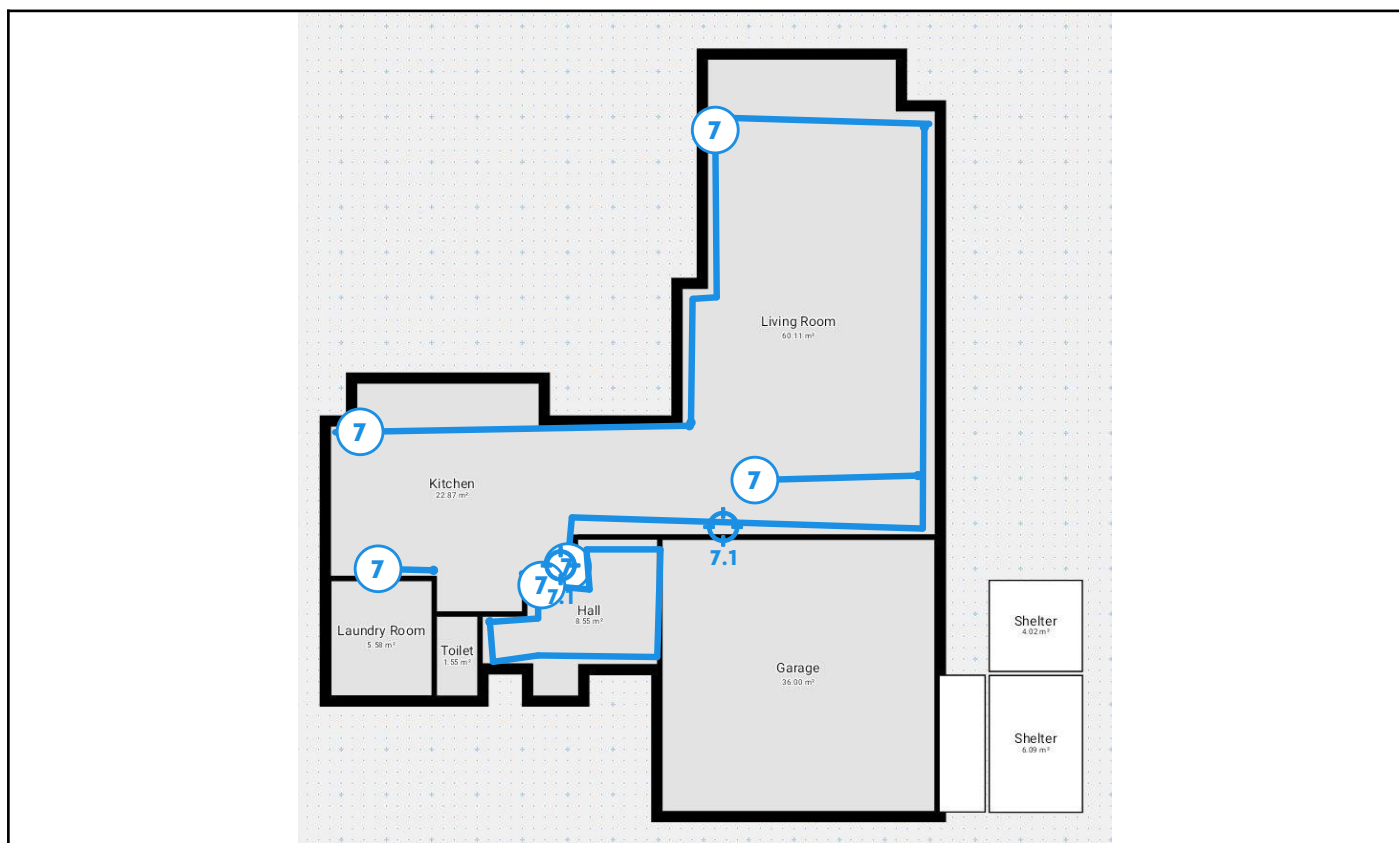 7
Living Room
60.11 m²
7
Kitchen
22.87 m²
7
7.1
7
7
7
7.1
Hall
8.55 m²
Laundry Room
5.58 m²
Toilet
1.55 m²
Garage
36.00 m²
Shelter
4.02 m²
Shelter
6.09 m²